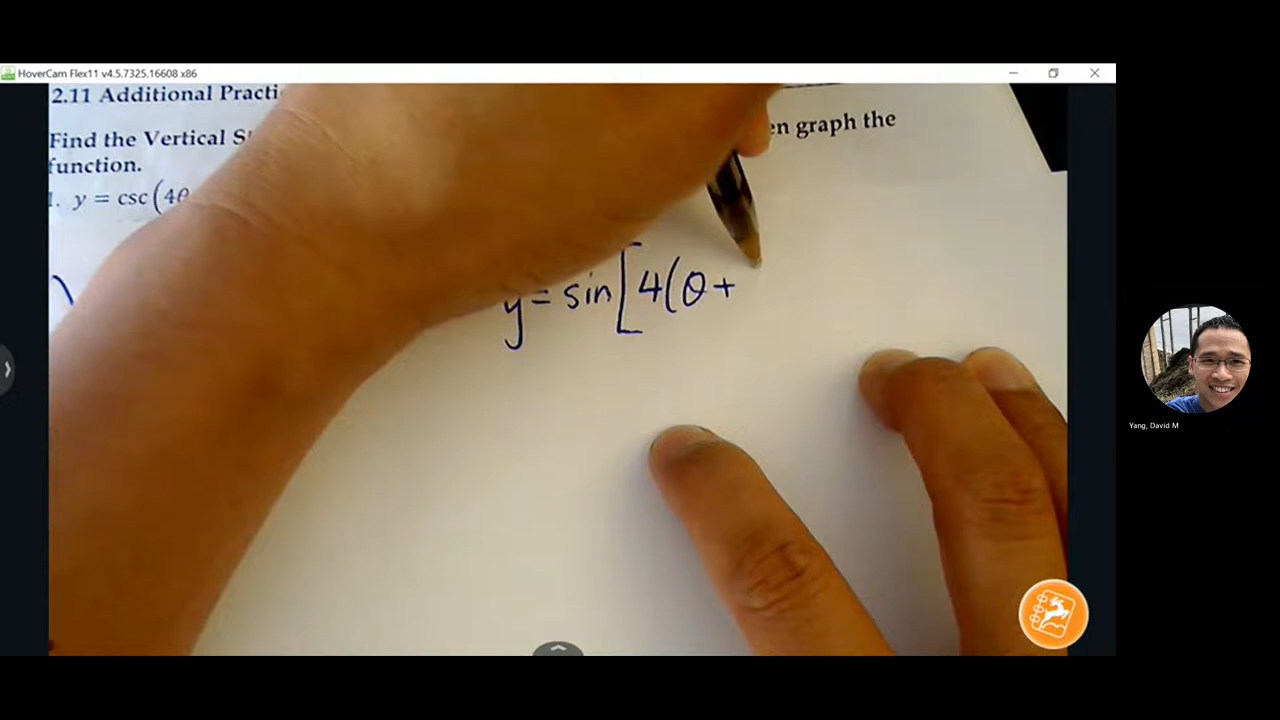 HoverCam Flex11 v4.5.7325.16608 x86
2.11 Additional Practi
Find the Vertical S en graph the
function.
1. y = csc(4θ
y = sin[4(θ +
Yang, David M